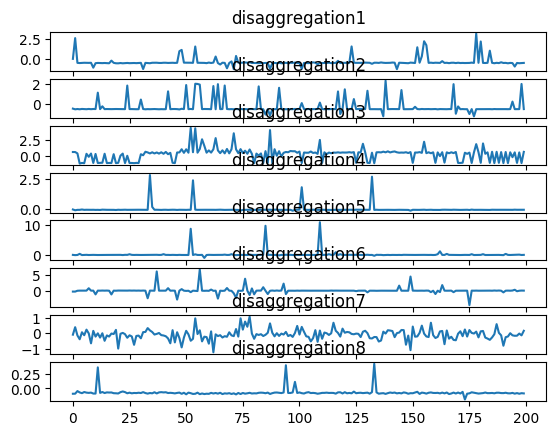 disaggregation1
2.5
0.0
disaggregation2
2
0
disaggregation3
2.5
0.0
disaggregation4
2.5
0.0
disaggregation5
10
0
disaggregation6
5
0
disaggregation7
1
0
−1
disaggregation8
0.25
0.00
0 25 50 75 100 125 150 175 200